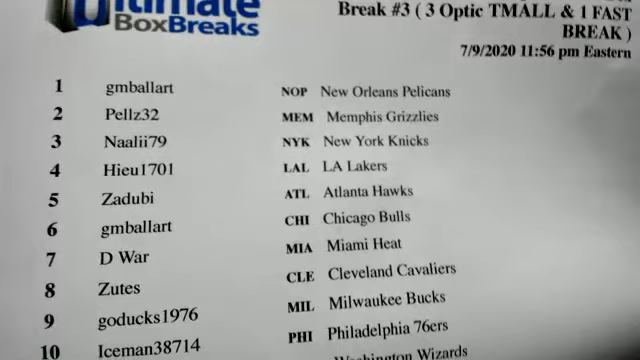 Ultimate
BoxBreaks
Break #3 ( 3 Optic TMALL & 1 FAST
BREAK )
7/9/2020 11:56 pm Eastern
1 gmballart NOP New Orleans Pelicans
2 Pellz32 MEM Memphis Grizzlies
3 Naalii79 NYK New York Knicks
4 Hieu1701 LAL LA Lakers
5 Zadubi ATL Atlanta Hawks
6 gmballart CHI Chicago Bulls
7 D War MIA Miami Heat
8 Zutes CLE Cleveland Cavaliers
9 goducks1976 MIL Milwaukee Bucks
10 Iceman38714 PHI Philadelphia 76ers
Washington Wizards